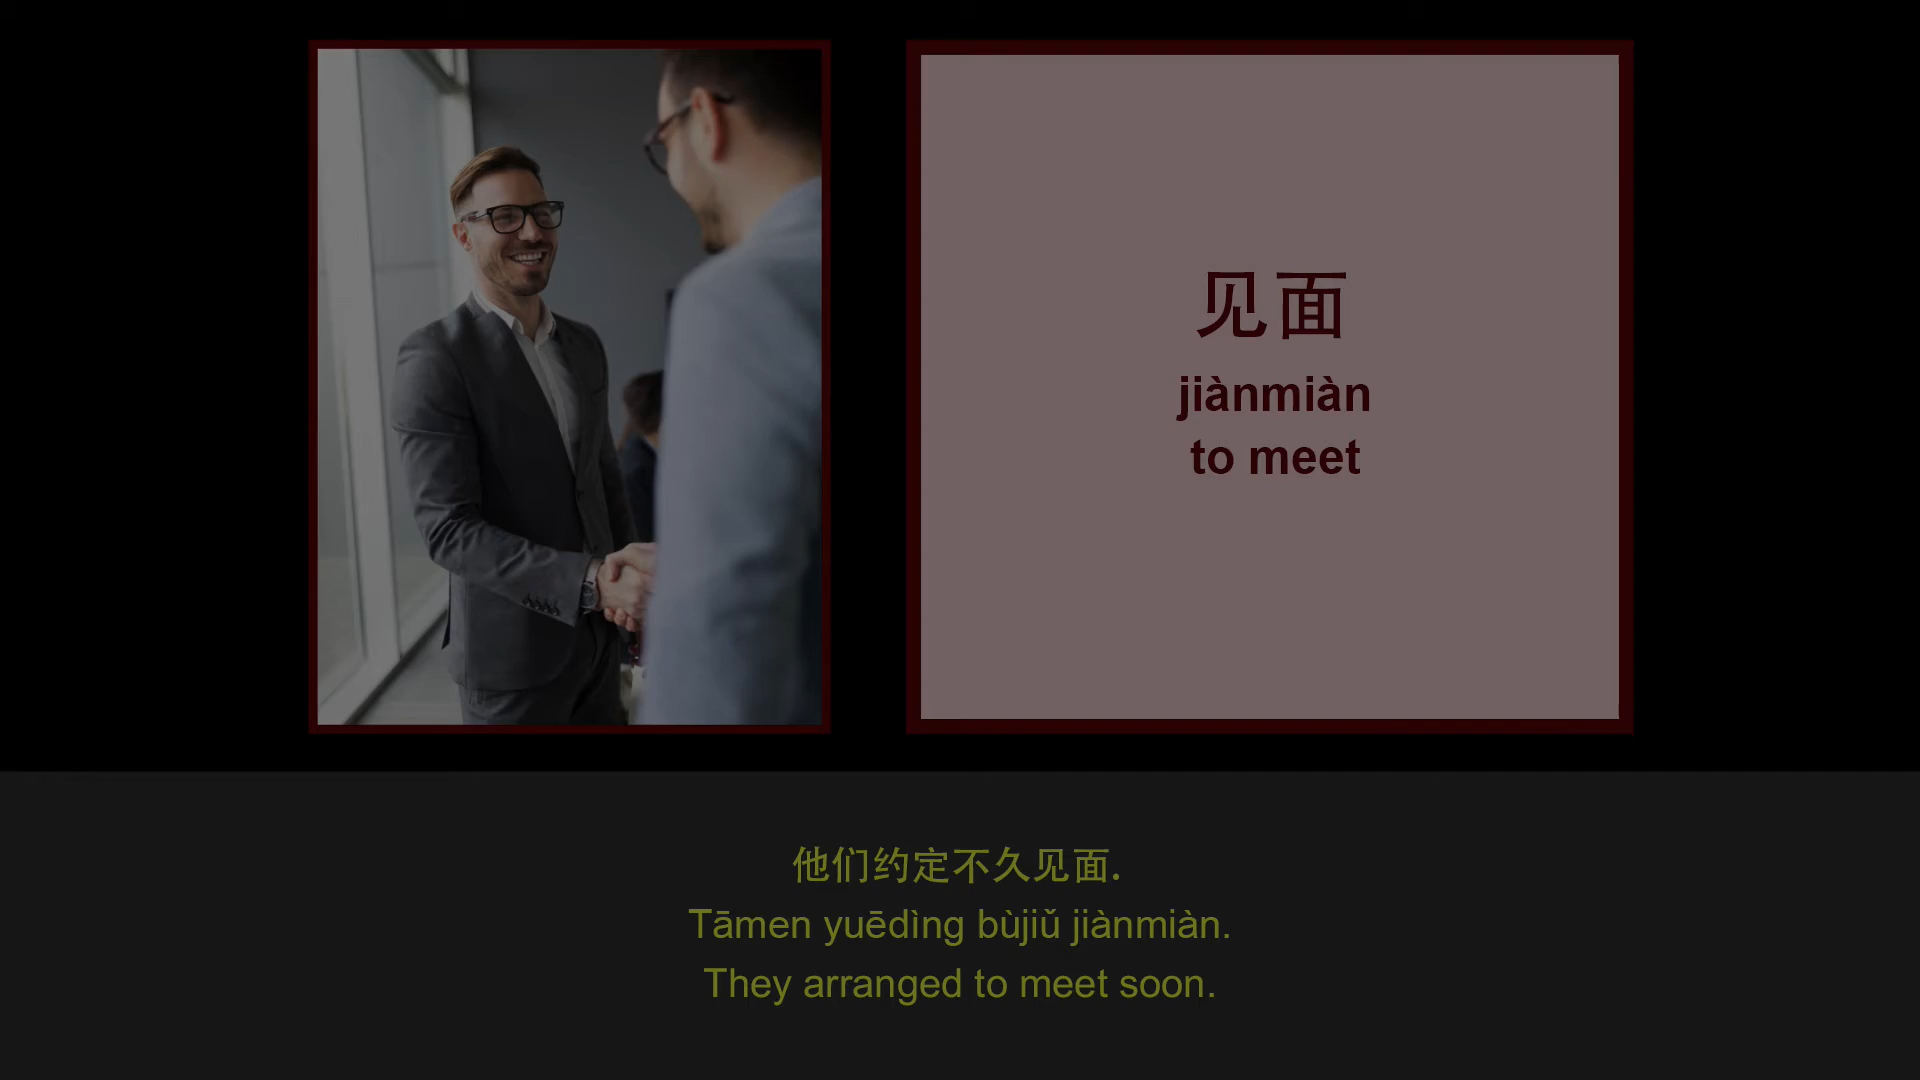 见面
jiànmiàn
to meet
他们约定不久见面.
Tāmen yuēdìng bùjiǔ jiànmiàn.
They arranged to meet soon.